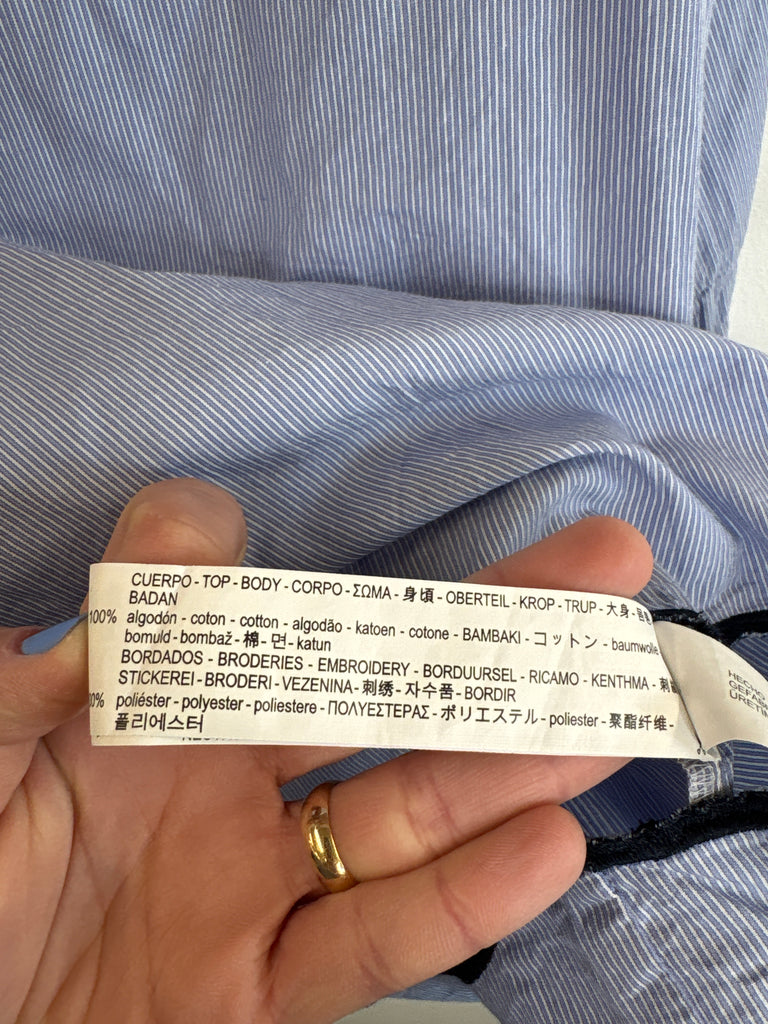 CUERPO - TOP - BODY - CORPO - ΣΩΜΑ - 身頃 - OBERTEIL - KROP - TRUP - 大身 -
BADAN
100% algodón - coton - cotton - algodão - katoen - cotone - BAMBAKI - コットン - baumwolle
bomuld - bombaž - 棉 - 면 - katun
BORDADOS - BRODERIES - EMBROIDERY - BORDUURSEL - RICAMO - KENTHMA - 刺
STICKEREI - BRODERI - VEZENINA - 刺绣 - 자수품 - BORDIR
00% poliéster - polyester - poliestere - ΠΟΛΥΕΣΤΕΡΑΣ - ポリエステル - poliester - 聚酯纤维 -
폴리에스터
HECHO